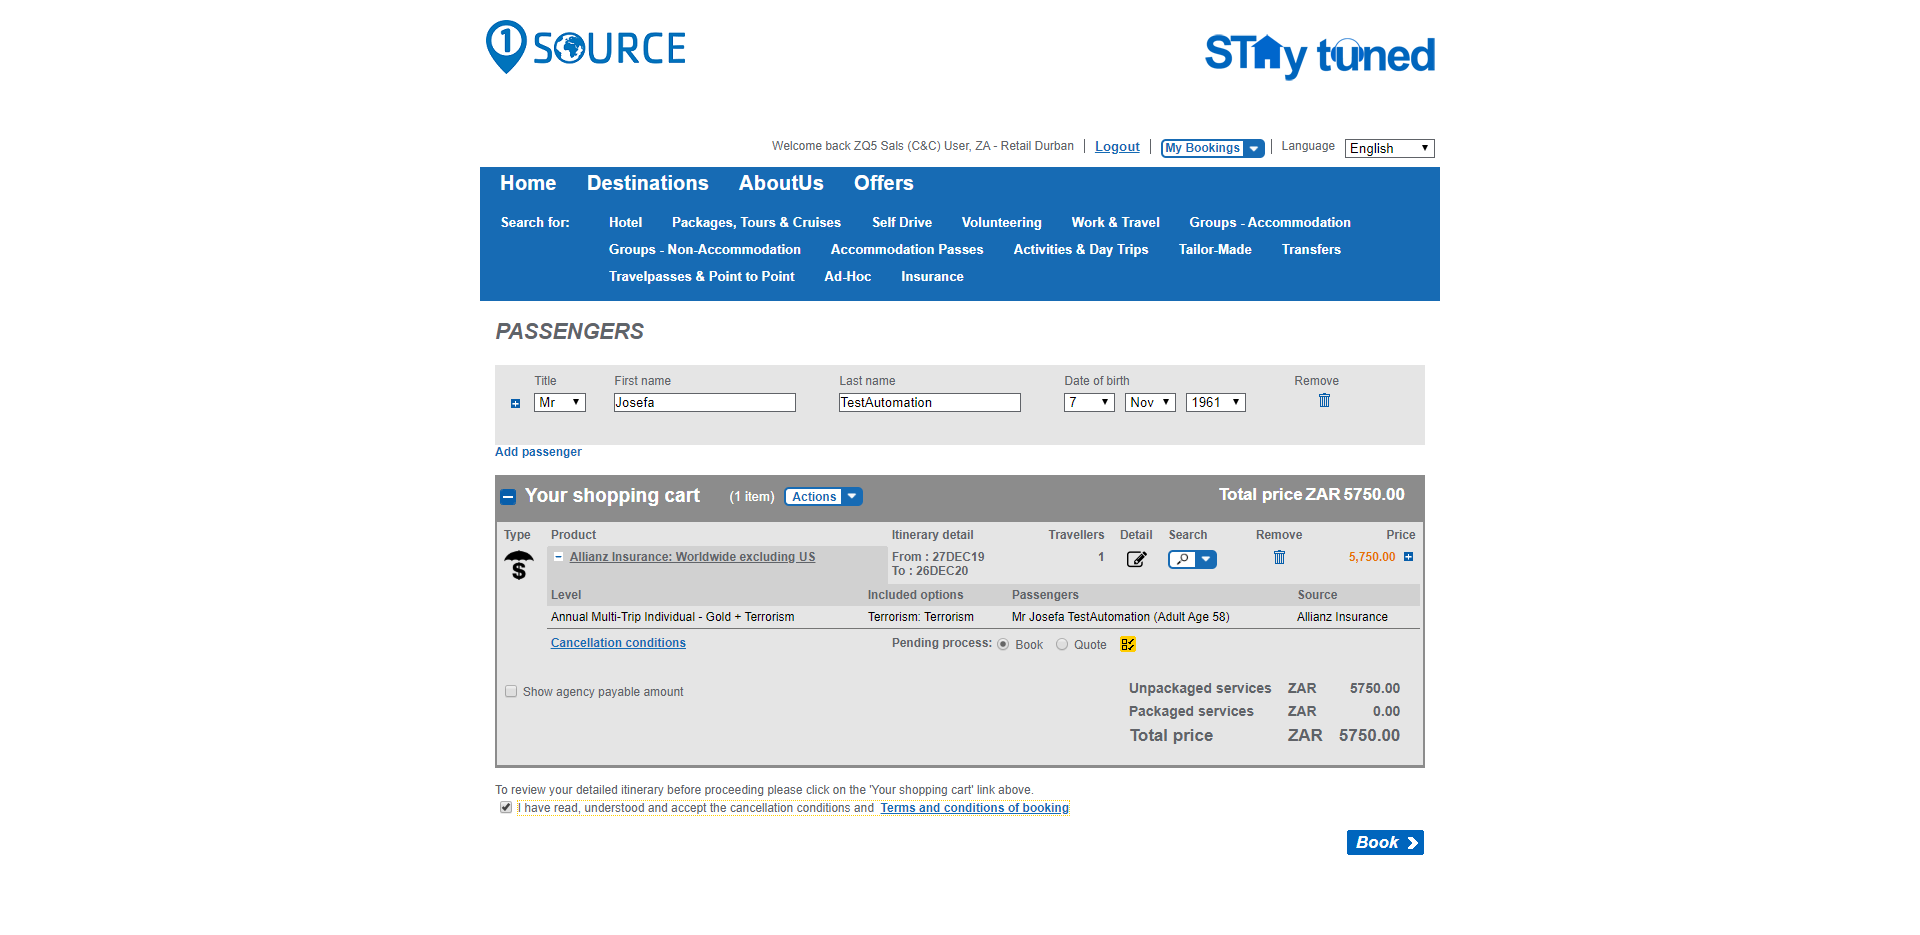 1 SOURCE
STAy tuned
Welcome back ZQ5 Sals (C&C) User, ZA - Retail Durban Logout My Bookings Language English
Home Destinations AboutUs Offers
Search for: Hotel Packages, Tours & Cruises Self Drive Volunteering Work & Travel Groups - Accommodation
Groups - Non-Accommodation Accommodation Passes Activities & Day Trips Tailor-Made Transfers
Travelpasses & Point to Point Ad-Hoc Insurance
PASSENGERS
Title First name Last name Date of birth Remove
Mr Josefa TestAutomation 7 Nov 1961
Add passenger
Your shopping cart (1 item) Actions Total price ZAR 5750.00
Type Product Itinerary detail Travellers Detail Search Remove Price
Allianz Insurance: Worldwide excluding US From : 27DEC19 1 5,750.00
To : 26DEC20
Level Included options Passengers Source
Annual Multi-Trip Individual - Gold + Terrorism Terrorism: Terrorism Mr Josefa TestAutomation (Adult Age 58) Allianz Insurance
Cancellation conditions Pending process: Book Quote
Show agency payable amount Unpackaged services ZAR 5750.00
Packaged services ZAR 0.00
Total price ZAR 5750.00
To review your detailed itinerary before proceeding please click on the 'Your shopping cart' link above.
I have read, understood and accept the cancellation conditions and Terms and conditions of booking
Book